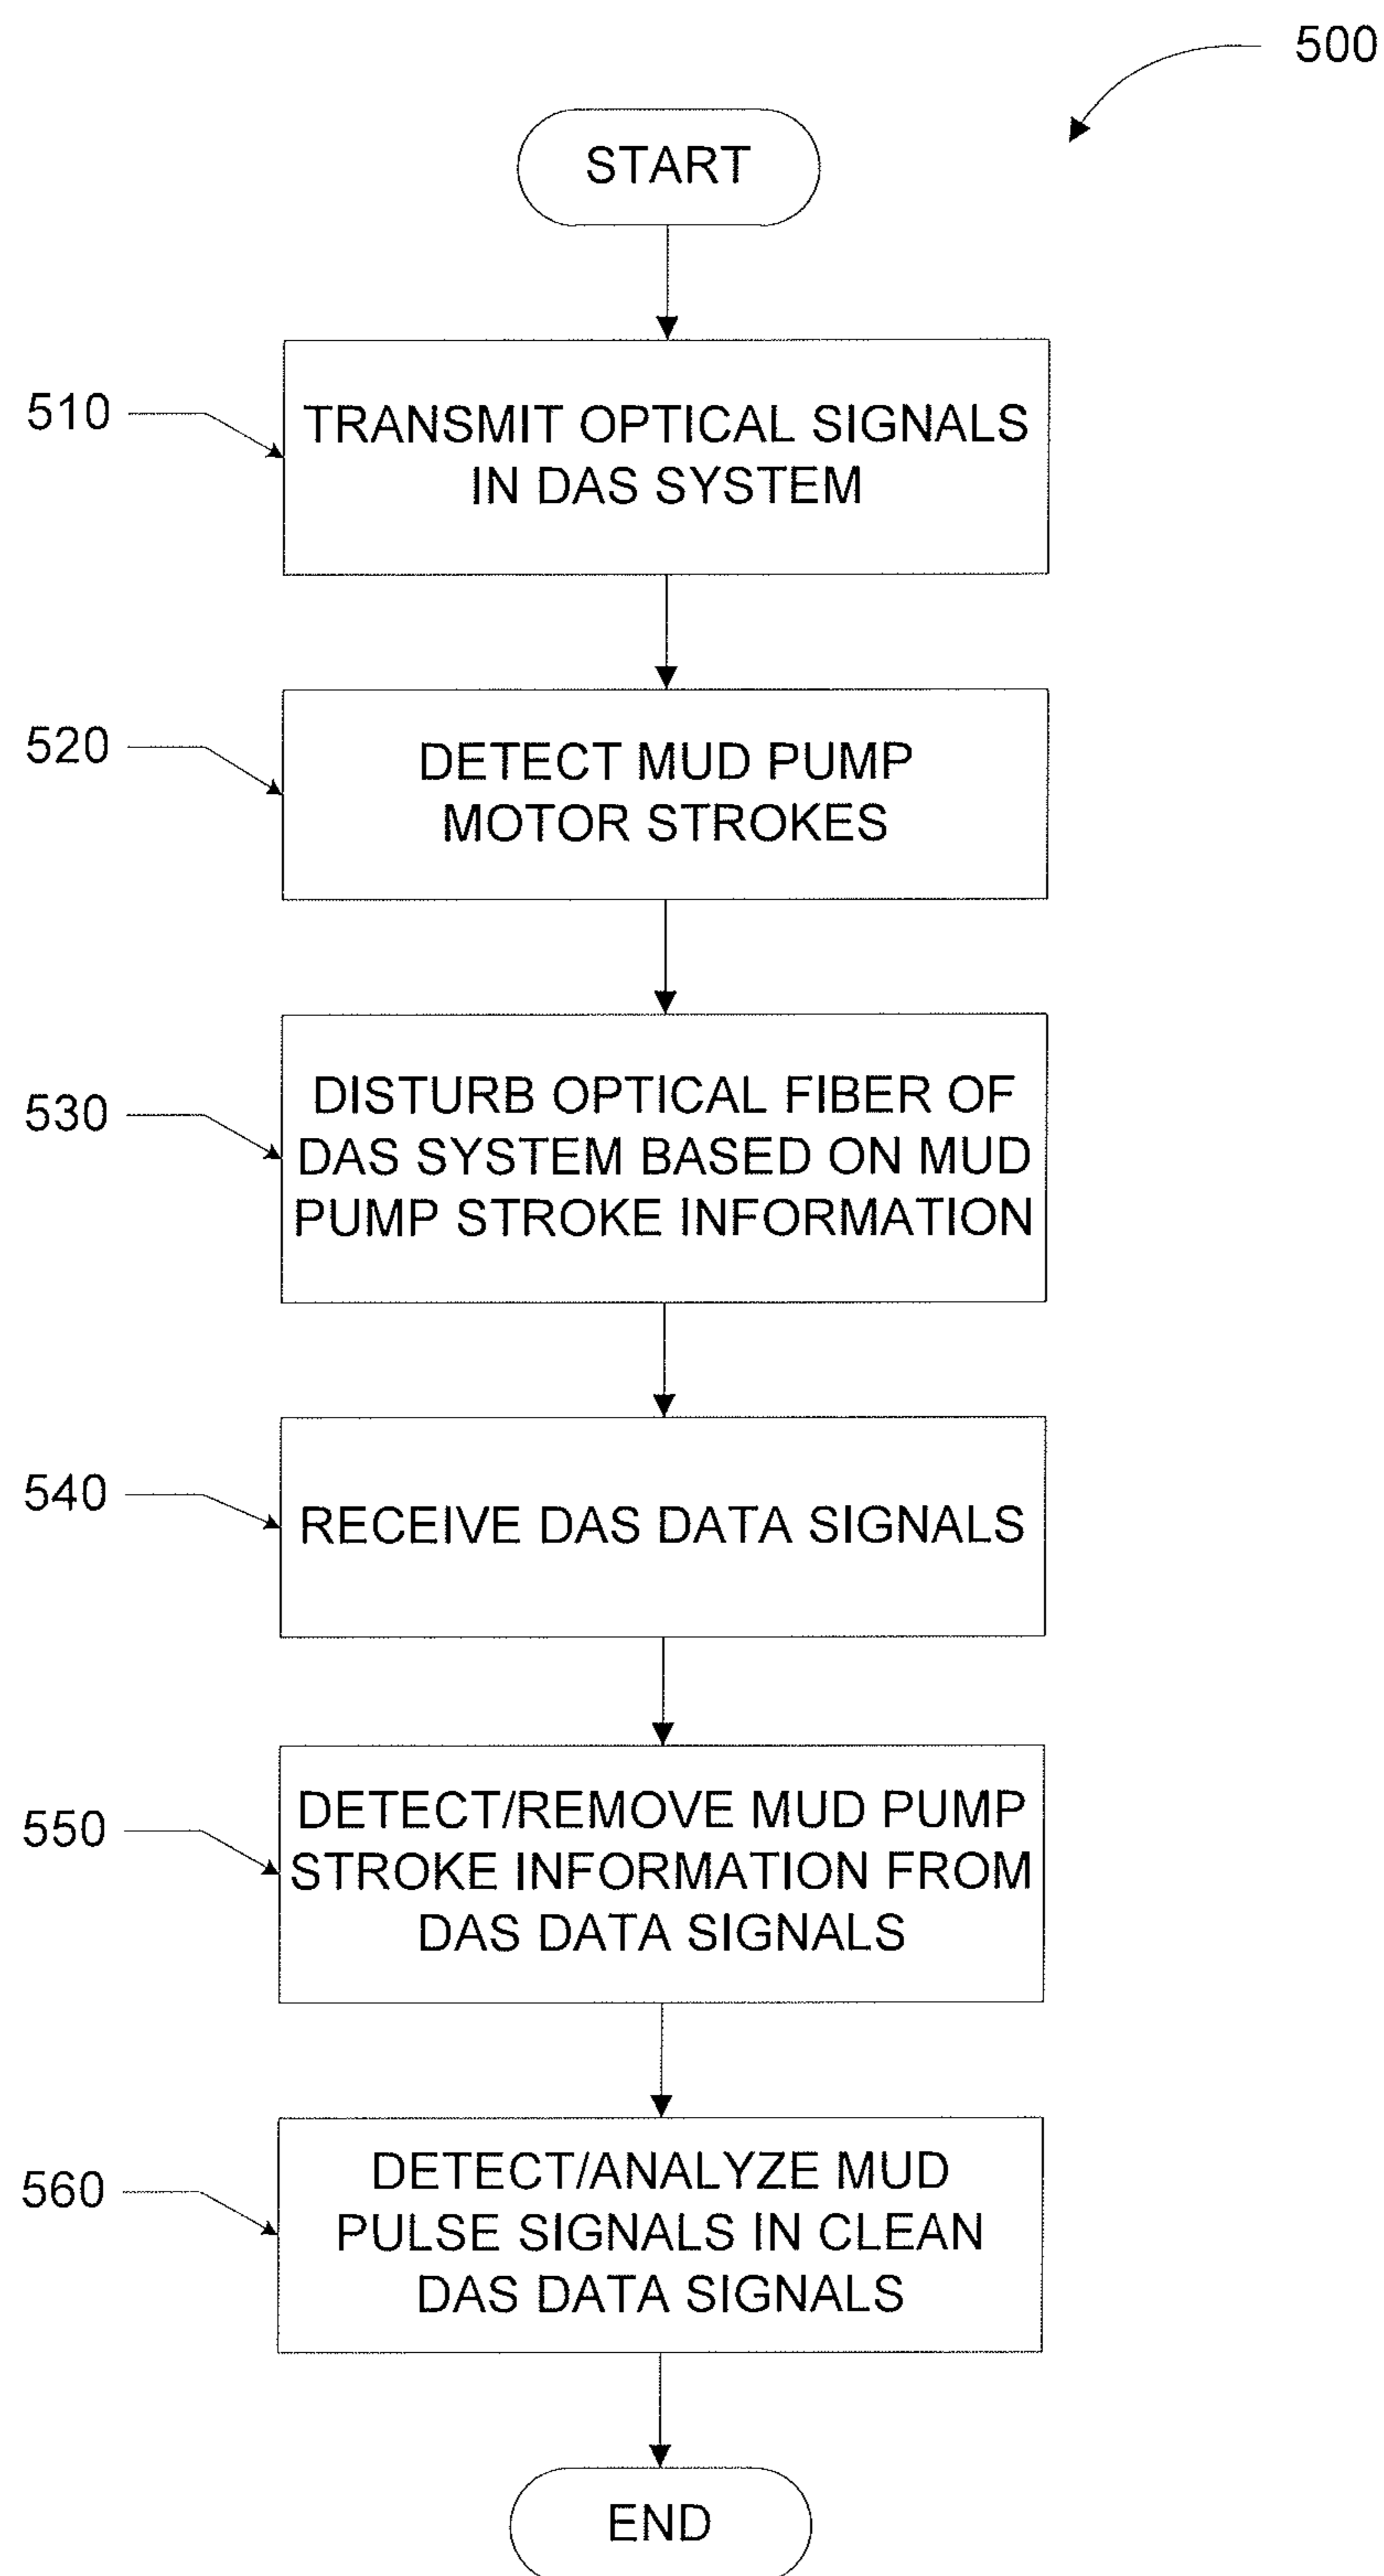 500
START
510
TRANSMIT OPTICAL SIGNALS
IN DAS SYSTEM
520
DETECT MUD PUMP
MOTOR STROKES
530
DISTURB OPTICAL FIBER OF
DAS SYSTEM BASED ON MUD
PUMP STROKE INFORMATION
540
RECEIVE DAS DATA SIGNALS
550
DETECT/REMOVE MUD PUMP
STROKE INFORMATION FROM
DAS DATA SIGNALS
560
DETECT/ANALYZE MUD
PULSE SIGNALS IN CLEAN
DAS DATA SIGNALS
END